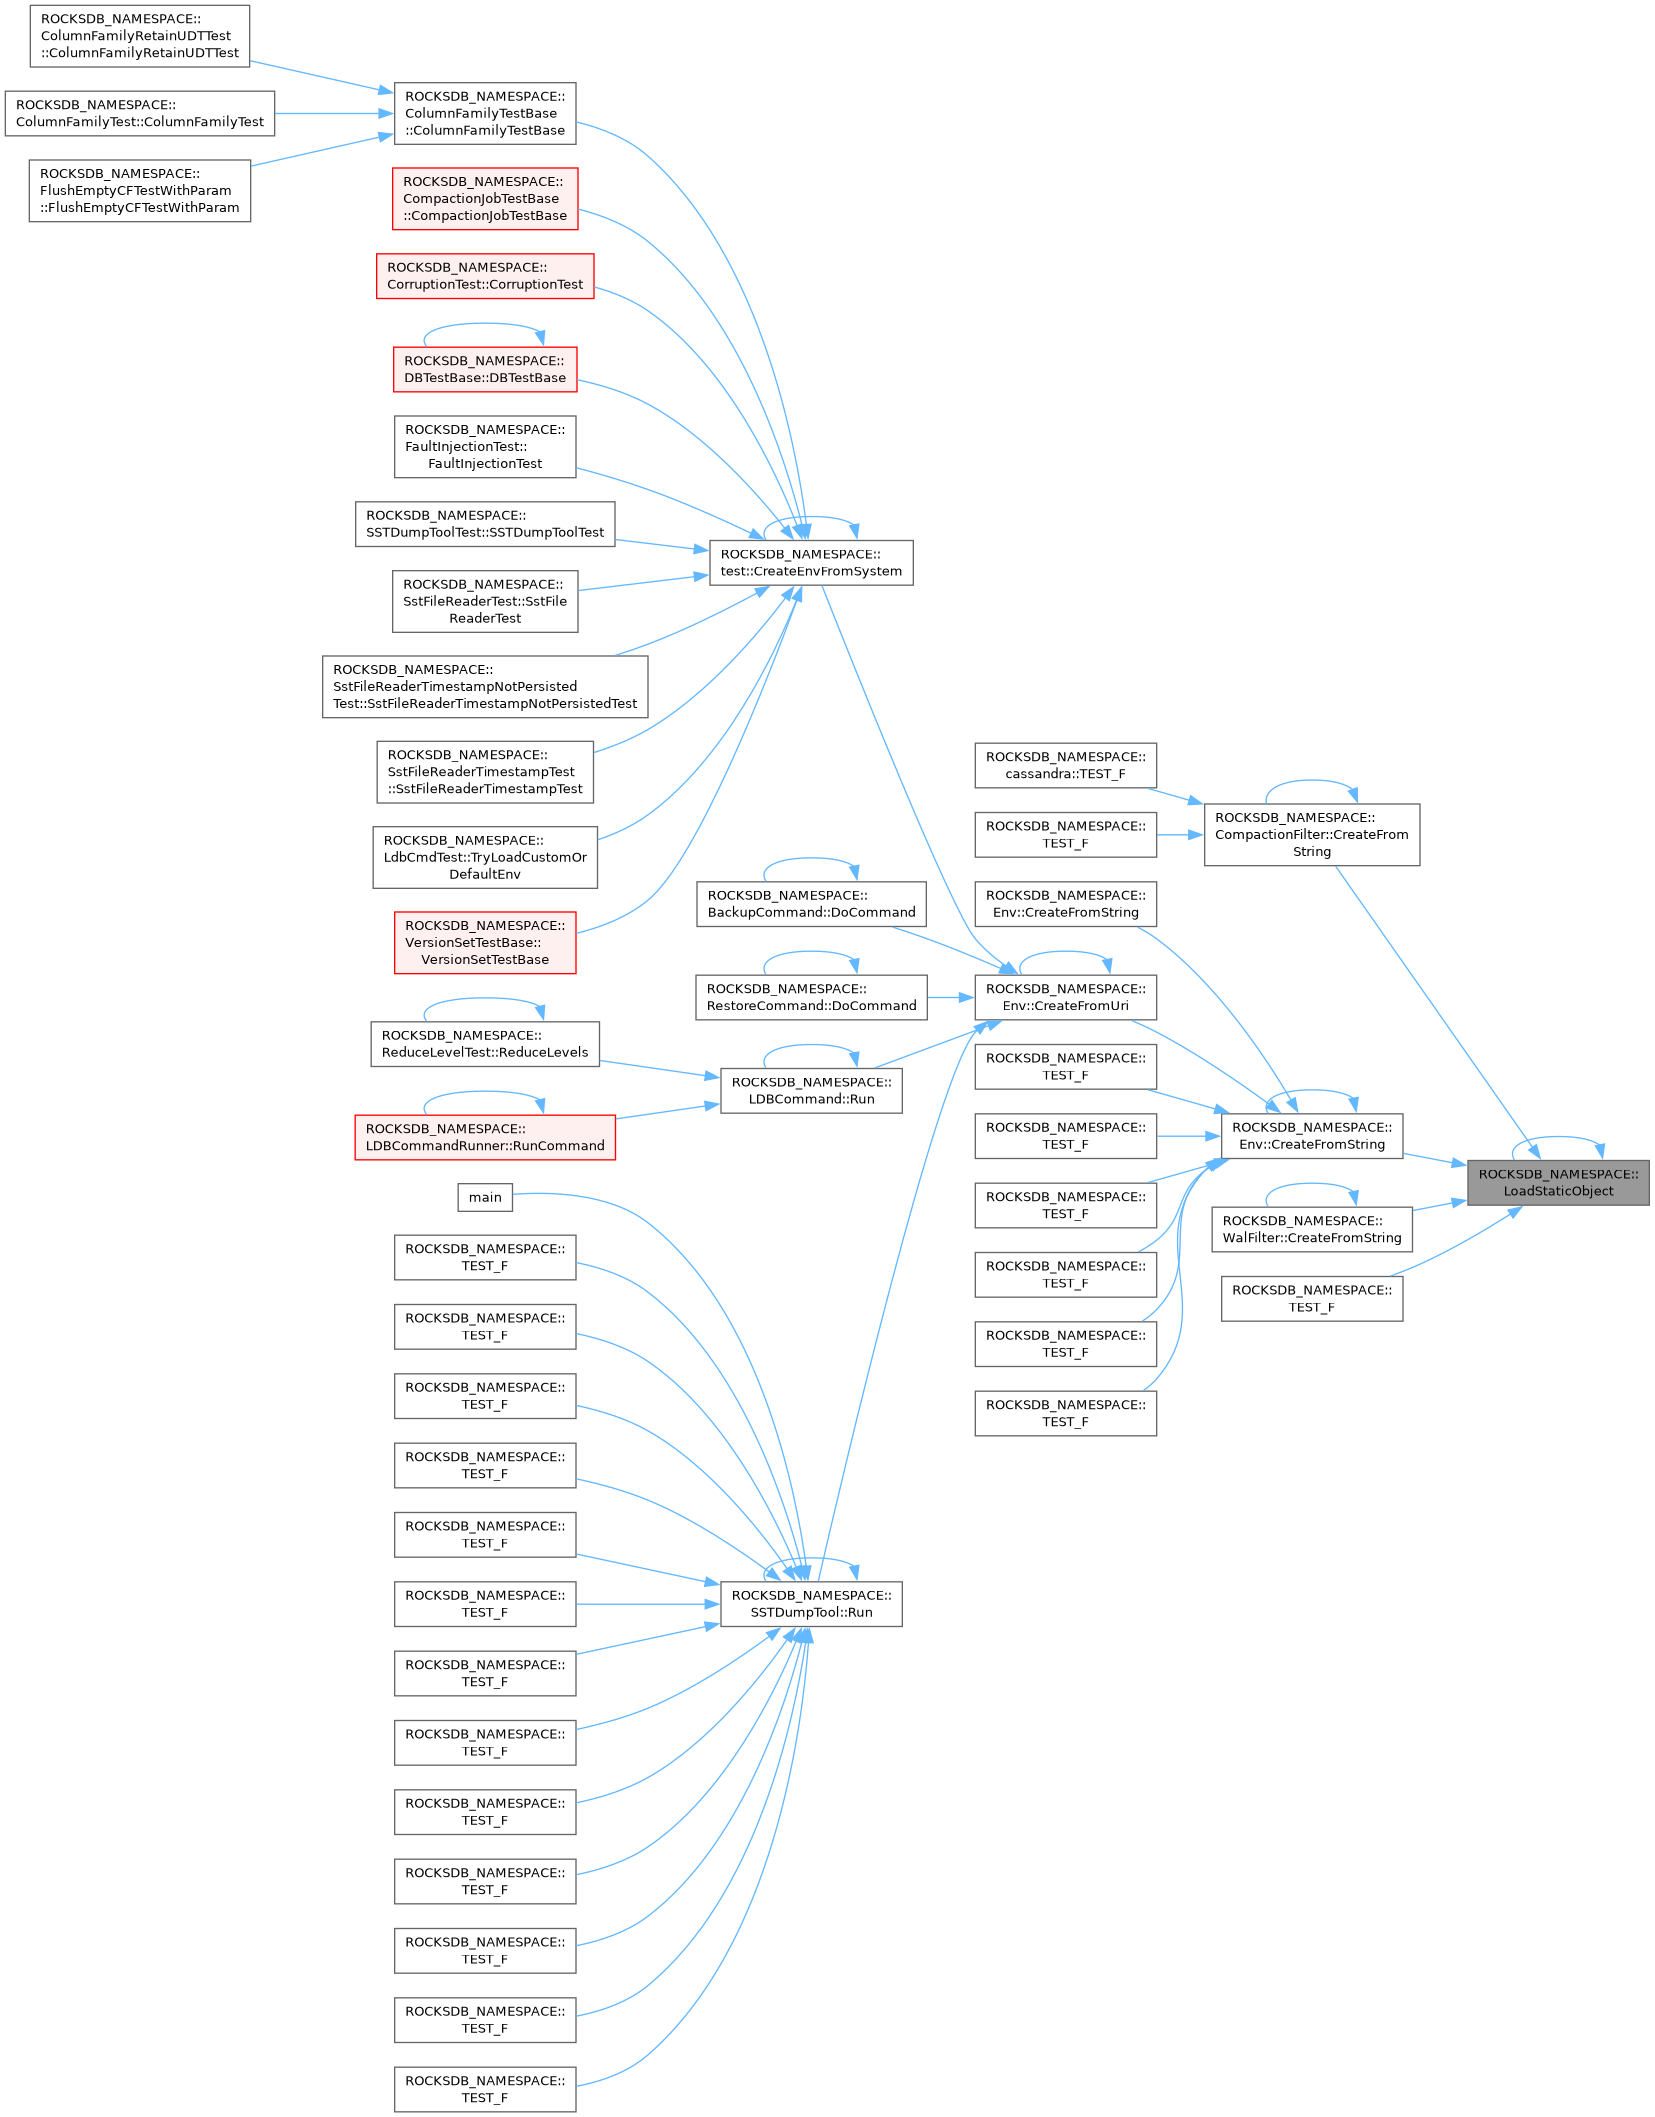 ROCKSDB_NAMESPACE::
ColumnFamilyRetainUDTTest
::ColumnFamilyRetainUDTTest
ROCKSDB_NAMESPACE::
ColumnFamilyTest::ColumnFamilyTest
ROCKSDB_NAMESPACE::
FlushEmptyCFTestWithParam
::FlushEmptyCFTestWithParam
ROCKSDB_NAMESPACE::
ColumnFamilyTestBase
::ColumnFamilyTestBase
ROCKSDB_NAMESPACE::
CompactionJobTestBase
::CompactionJobTestBase
ROCKSDB_NAMESPACE::
CorruptionTest::CorruptionTest
ROCKSDB_NAMESPACE::
DBTestBase::DBTestBase
ROCKSDB_NAMESPACE::
FaultInjectionTest::
FaultInjectionTest
ROCKSDB_NAMESPACE::
SSTDumpToolTest::SSTDumpToolTest
ROCKSDB_NAMESPACE::
SstFileReaderTest::SstFile
ReaderTest
ROCKSDB_NAMESPACE::
SstFileReaderTimestampNotPersisted
Test::SstFileReaderTimestampNotPersistedTest
ROCKSDB_NAMESPACE::
SstFileReaderTimestampTest
::SstFileReaderTimestampTest
ROCKSDB_NAMESPACE::
LdbCmdTest::TryLoadCustomOr
DefaultEnv
ROCKSDB_NAMESPACE::
VersionSetTestBase::
VersionSetTestBase
ROCKSDB_NAMESPACE::
ReduceLevelTest::ReduceLevels
ROCKSDB_NAMESPACE::
LDBCommandRunner::RunCommand
main
ROCKSDB_NAMESPACE::
TEST_F
ROCKSDB_NAMESPACE::
TEST_F
ROCKSDB_NAMESPACE::
TEST_F
ROCKSDB_NAMESPACE::
TEST_F
ROCKSDB_NAMESPACE::
TEST_F
ROCKSDB_NAMESPACE::
TEST_F
ROCKSDB_NAMESPACE::
TEST_F
ROCKSDB_NAMESPACE::
TEST_F
ROCKSDB_NAMESPACE::
TEST_F
ROCKSDB_NAMESPACE::
TEST_F
ROCKSDB_NAMESPACE::
TEST_F
ROCKSDB_NAMESPACE::
TEST_F
ROCKSDB_NAMESPACE::
TEST_F
ROCKSDB_NAMESPACE::
test::CreateEnvFromSystem
ROCKSDB_NAMESPACE::
BackupCommand::DoCommand
ROCKSDB_NAMESPACE::
RestoreCommand::DoCommand
ROCKSDB_NAMESPACE::
LDBCommand::Run
ROCKSDB_NAMESPACE::
SSTDumpTool::Run
ROCKSDB_NAMESPACE::
cassandra::TEST_F
ROCKSDB_NAMESPACE::
TEST_F
ROCKSDB_NAMESPACE::
Env::CreateFromString
ROCKSDB_NAMESPACE::
Env::CreateFromUri
ROCKSDB_NAMESPACE::
TEST_F
ROCKSDB_NAMESPACE::
TEST_F
ROCKSDB_NAMESPACE::
TEST_F
ROCKSDB_NAMESPACE::
TEST_F
ROCKSDB_NAMESPACE::
TEST_F
ROCKSDB_NAMESPACE::
TEST_F
ROCKSDB_NAMESPACE::
CompactionFilter::CreateFrom
String
ROCKSDB_NAMESPACE::
Env::CreateFromString
ROCKSDB_NAMESPACE::
WalFilter::CreateFromString
ROCKSDB_NAMESPACE::
TEST_F
ROCKSDB_NAMESPACE::
LoadStaticObject